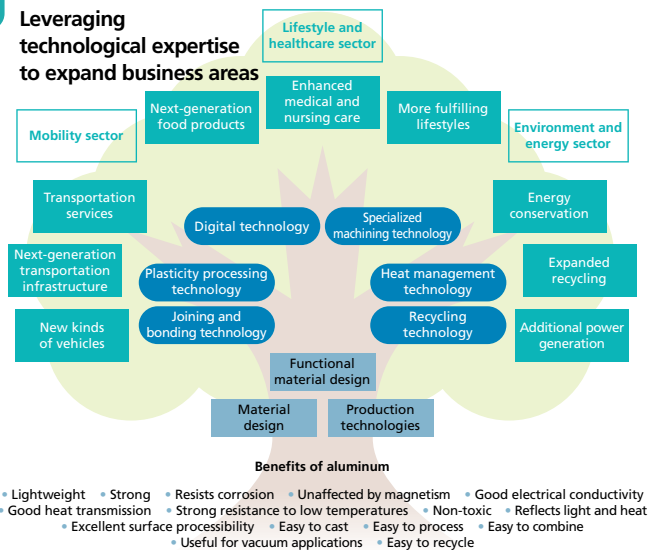 Leveraging
technological expertise
to expand business areas
Lifestyle and
healthcare sector
Next-generation
food products
Enhanced
medical and
nursing care
More fulfilling
lifestyles
Mobility sector
Environment and
energy sector
Transportation
services
Next-generation
transportation
infrastructure
New kinds
of vehicles
Energy
conservation
Expanded
recycling
Additional power
generation
Digital technology
Specialized
machining technology
Plasticity processing
technology
Heat management
technology
Joining and
bonding technology
Recycling
technology
Functional
material design
Material
design
Production
technologies
Benefits of aluminum
• Lightweight • Strong • Resists corrosion • Unaffected by magnetism • Good electrical conductivity
• Good heat transmission • Strong resistance to low temperatures • Non-toxic • Reflects light and heat
• Excellent surface processibility • Easy to cast • Easy to process • Easy to combine
• Useful for vacuum applications • Easy to recycle